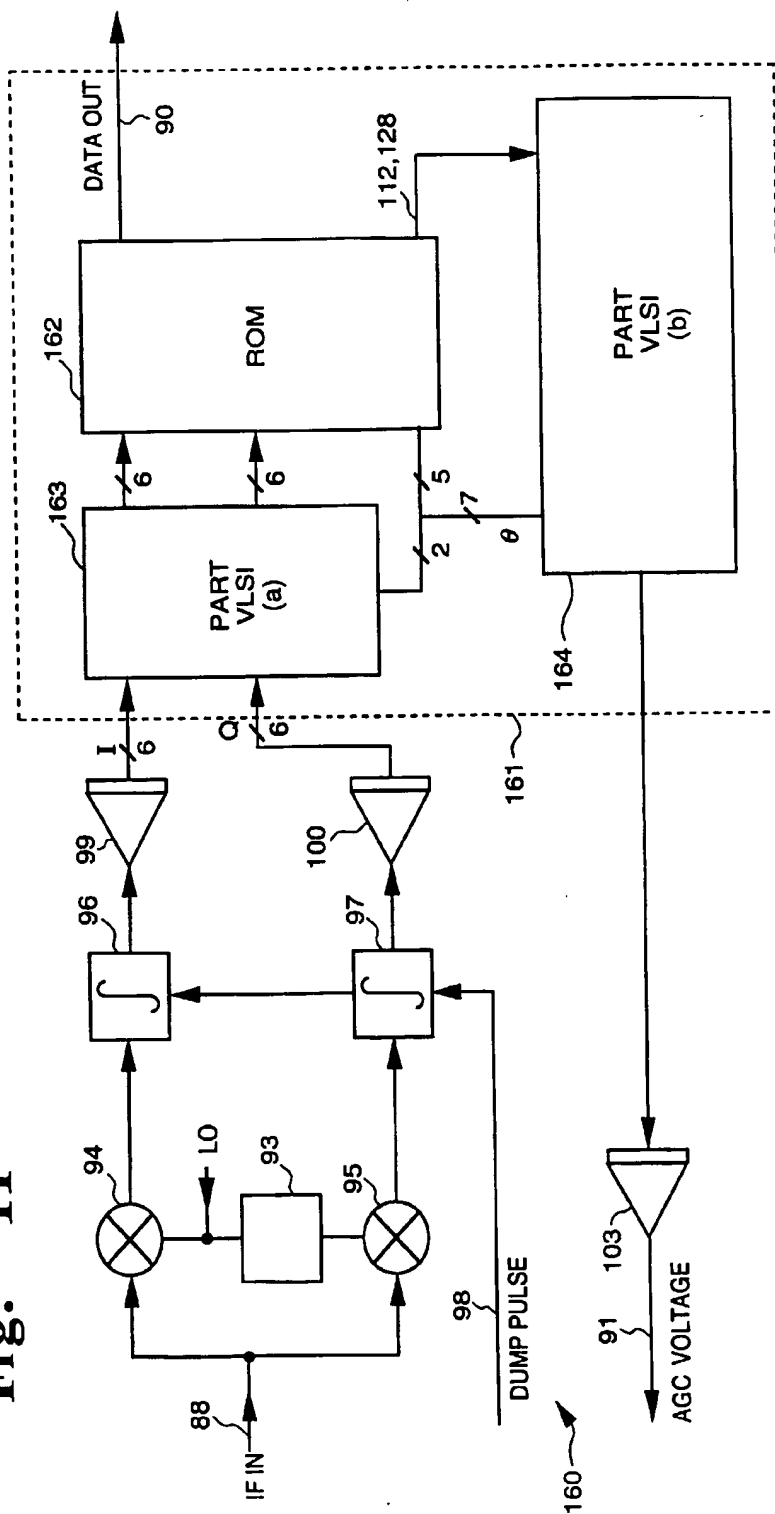 Fig. 11
IF IN
88
94
LO
93
95
96
97
98
DUMP PULSE
99
100
I
6
Q
6
163
PART
VLSI
(a)
6
6
162
ROM
DATA OUT
90
112,128
5
2
7
θ
164
PART
VLSI
(b)
161
103
91
AGC VOLTAGE
160